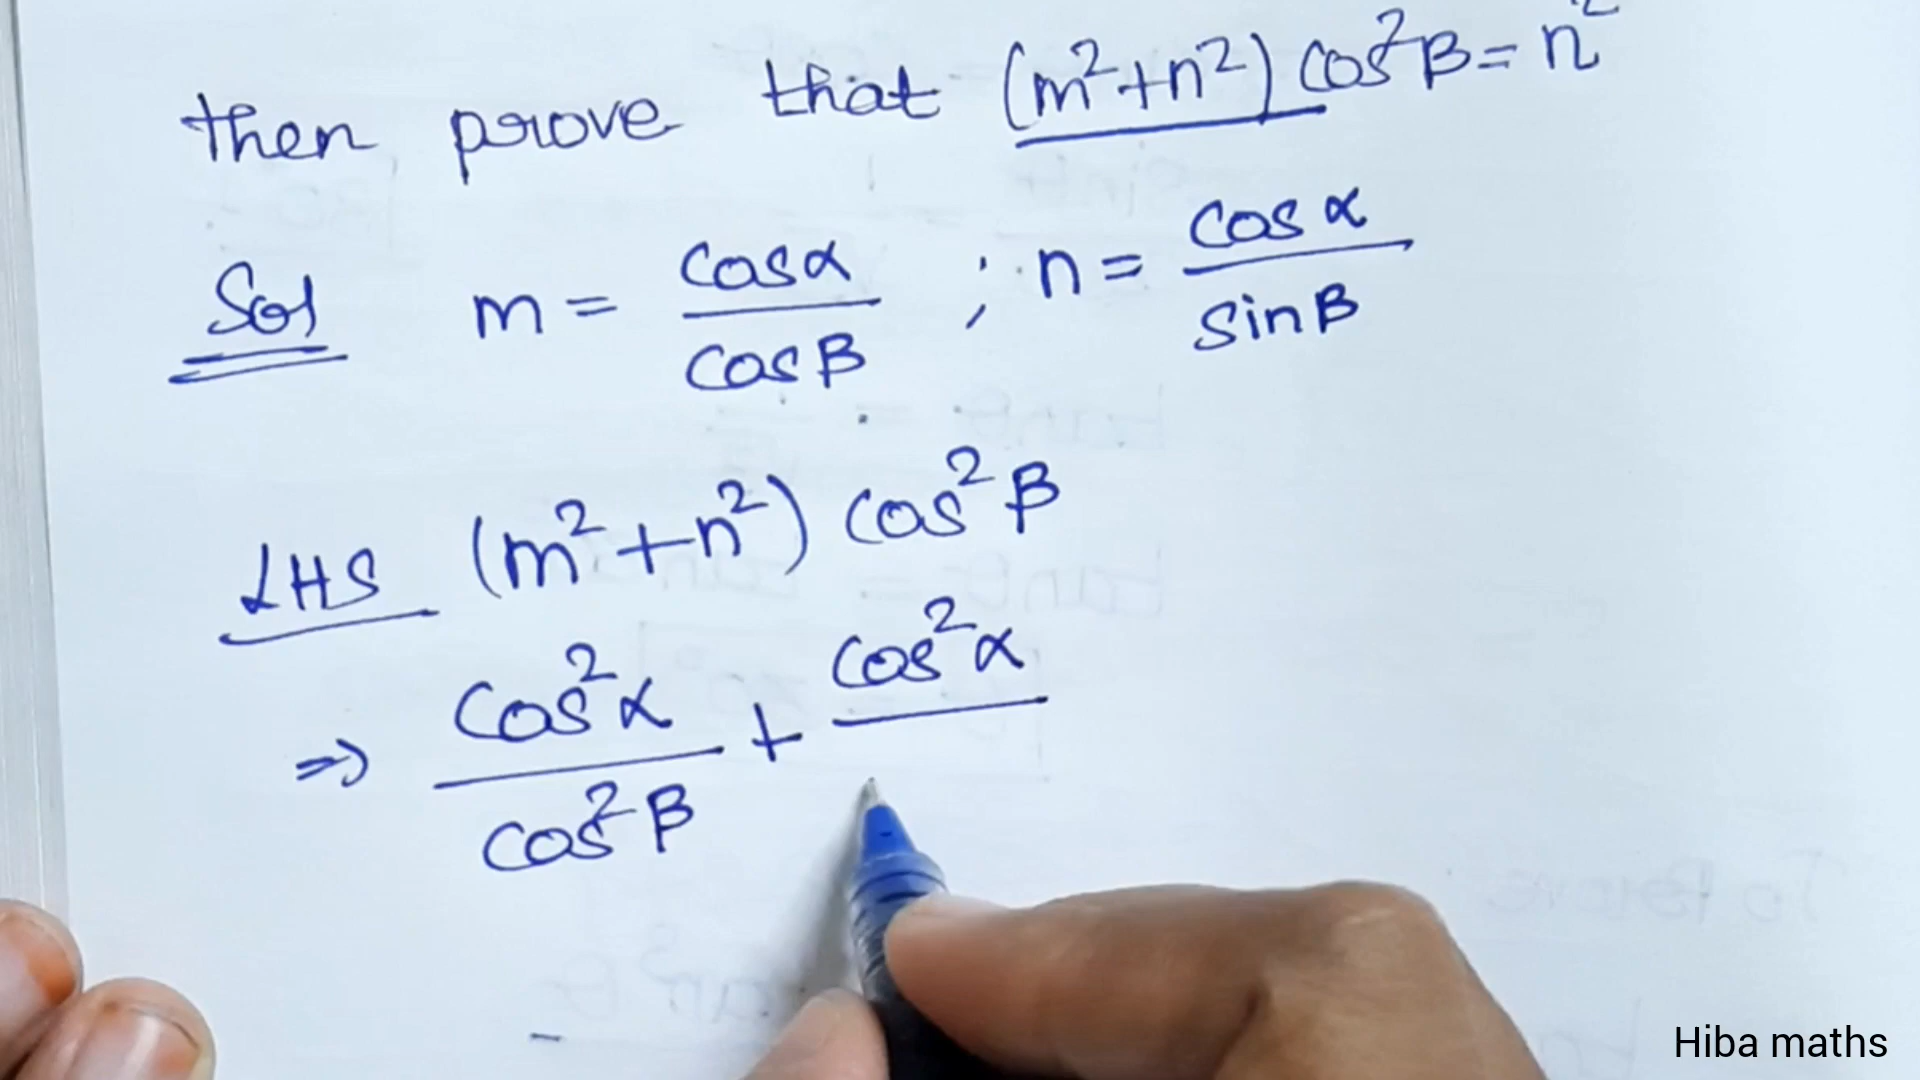 then prove that (m²+n²) cos²β = n²
Sol m = cosα / cosβ ; n = cosα / sinβ
LHS (m²+n²) cos²β
⇒ cos²α / cos²β + cos²α
Hiba maths